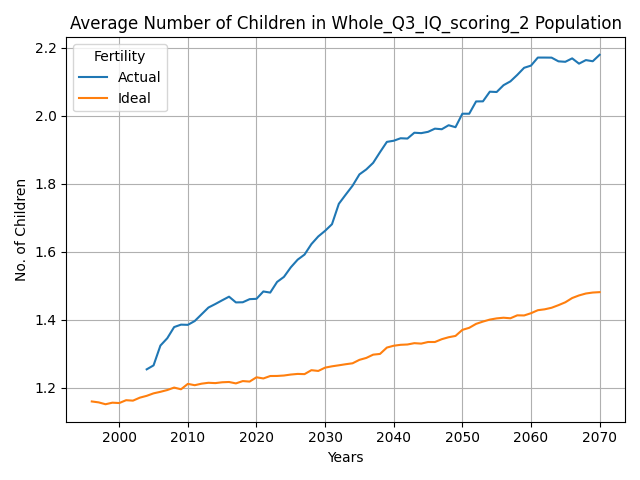 Average Number of Children in Whole_Q3_IQ_scoring_2 Population
Fertility
Actual
Ideal
No. of Children
2.2
2.0
1.8
1.6
1.4
1.2
2000 2010 2020 2030 2040 2050 2060 2070
Years